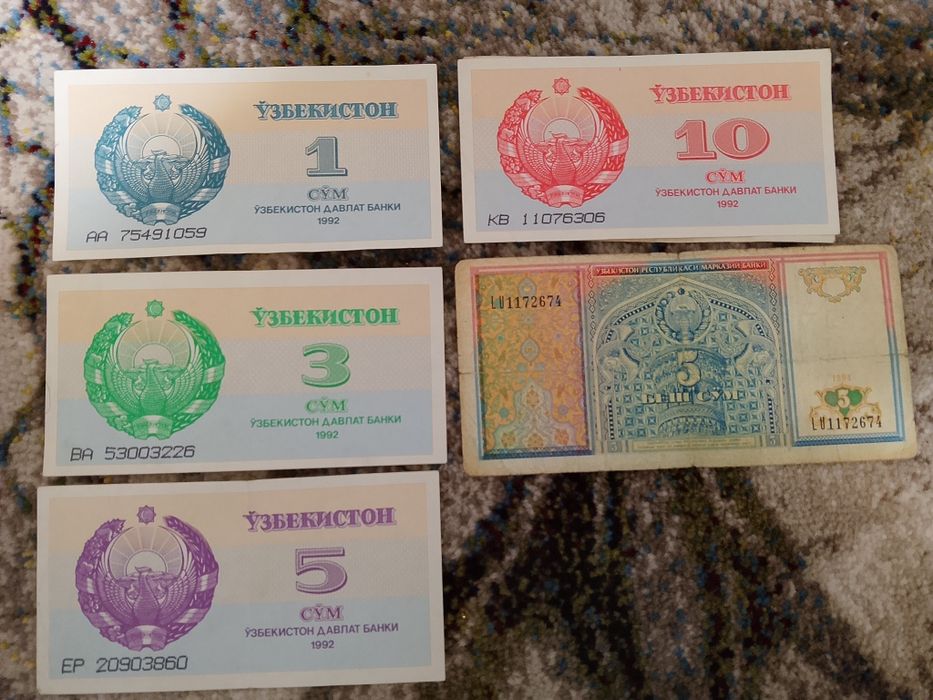 ЎЗБЕКИСТОН
1
СЎМ
ЎЗБЕКИСТОН ДАВЛАТ БАНКИ
1992
АА 75491059
ЎЗБЕКИСТОН
10
СЎМ
ЎЗБЕКИСТОН ДАВЛАТ БАНКИ
1992
КВ 11076306
ЎЗБЕКИСТОН
3
СЎМ
ЎЗБЕКИСТОН ДАВЛАТ БАНКИ
1992
ВА 53003226
ЎЗБЕКИСТОН РЕСПУБЛИКАСИ МАРКАЗИЙ БАНКИ
LU1172674
5
БЕШ СЎМ
1994
5
LU1172674
ЎЗБЕКИСТОН
5
СЎМ
ЎЗБЕКИСТОН ДАВЛАТ БАНКИ
1992
ЕР 20903860